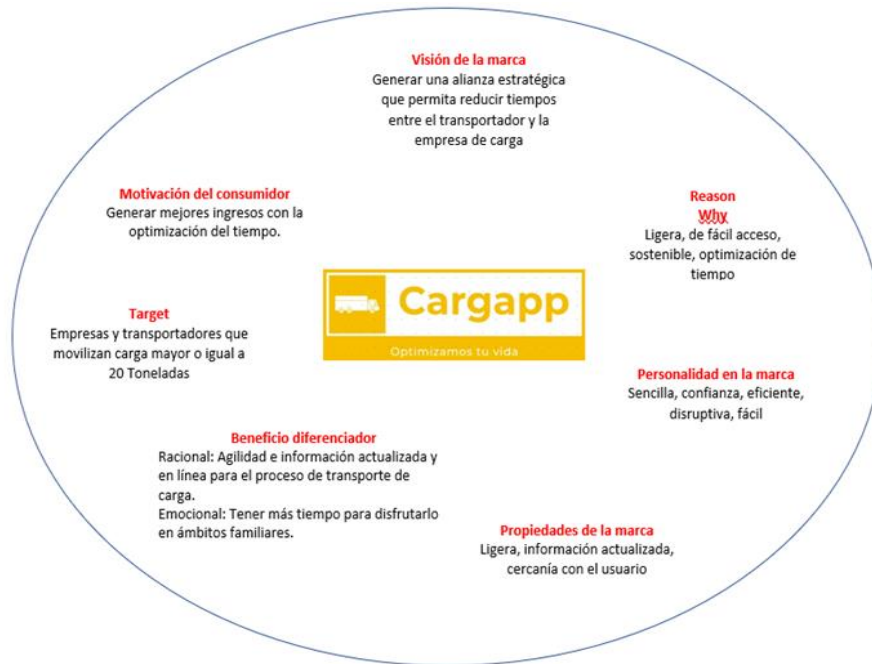 Visión de la marca
Generar una alianza estratégica
que permita reducir tiempos
entre el transportador y la
empresa de carga
Motivación del consumidor
Generar mejores ingresos con la
optimización del tiempo.
Reason
Why
Ligera, de fácil acceso,
sostenible, optimización de
tiempo
Cargapp
Optimizamos tu vida
Target
Empresas y transportadores que
movilizan carga mayor o igual a
20 Toneladas
Personalidad en la marca
Sencilla, confianza, eficiente,
disruptiva, fácil
Beneficio diferenciador
Racional: Agilidad e información actualizada y
en línea para el proceso de transporte de
carga.
Emocional: Tener más tiempo para disfrutarlo
en ámbitos familiares.
Propiedades de la marca
Ligera, información actualizada,
cercanía con el usuario